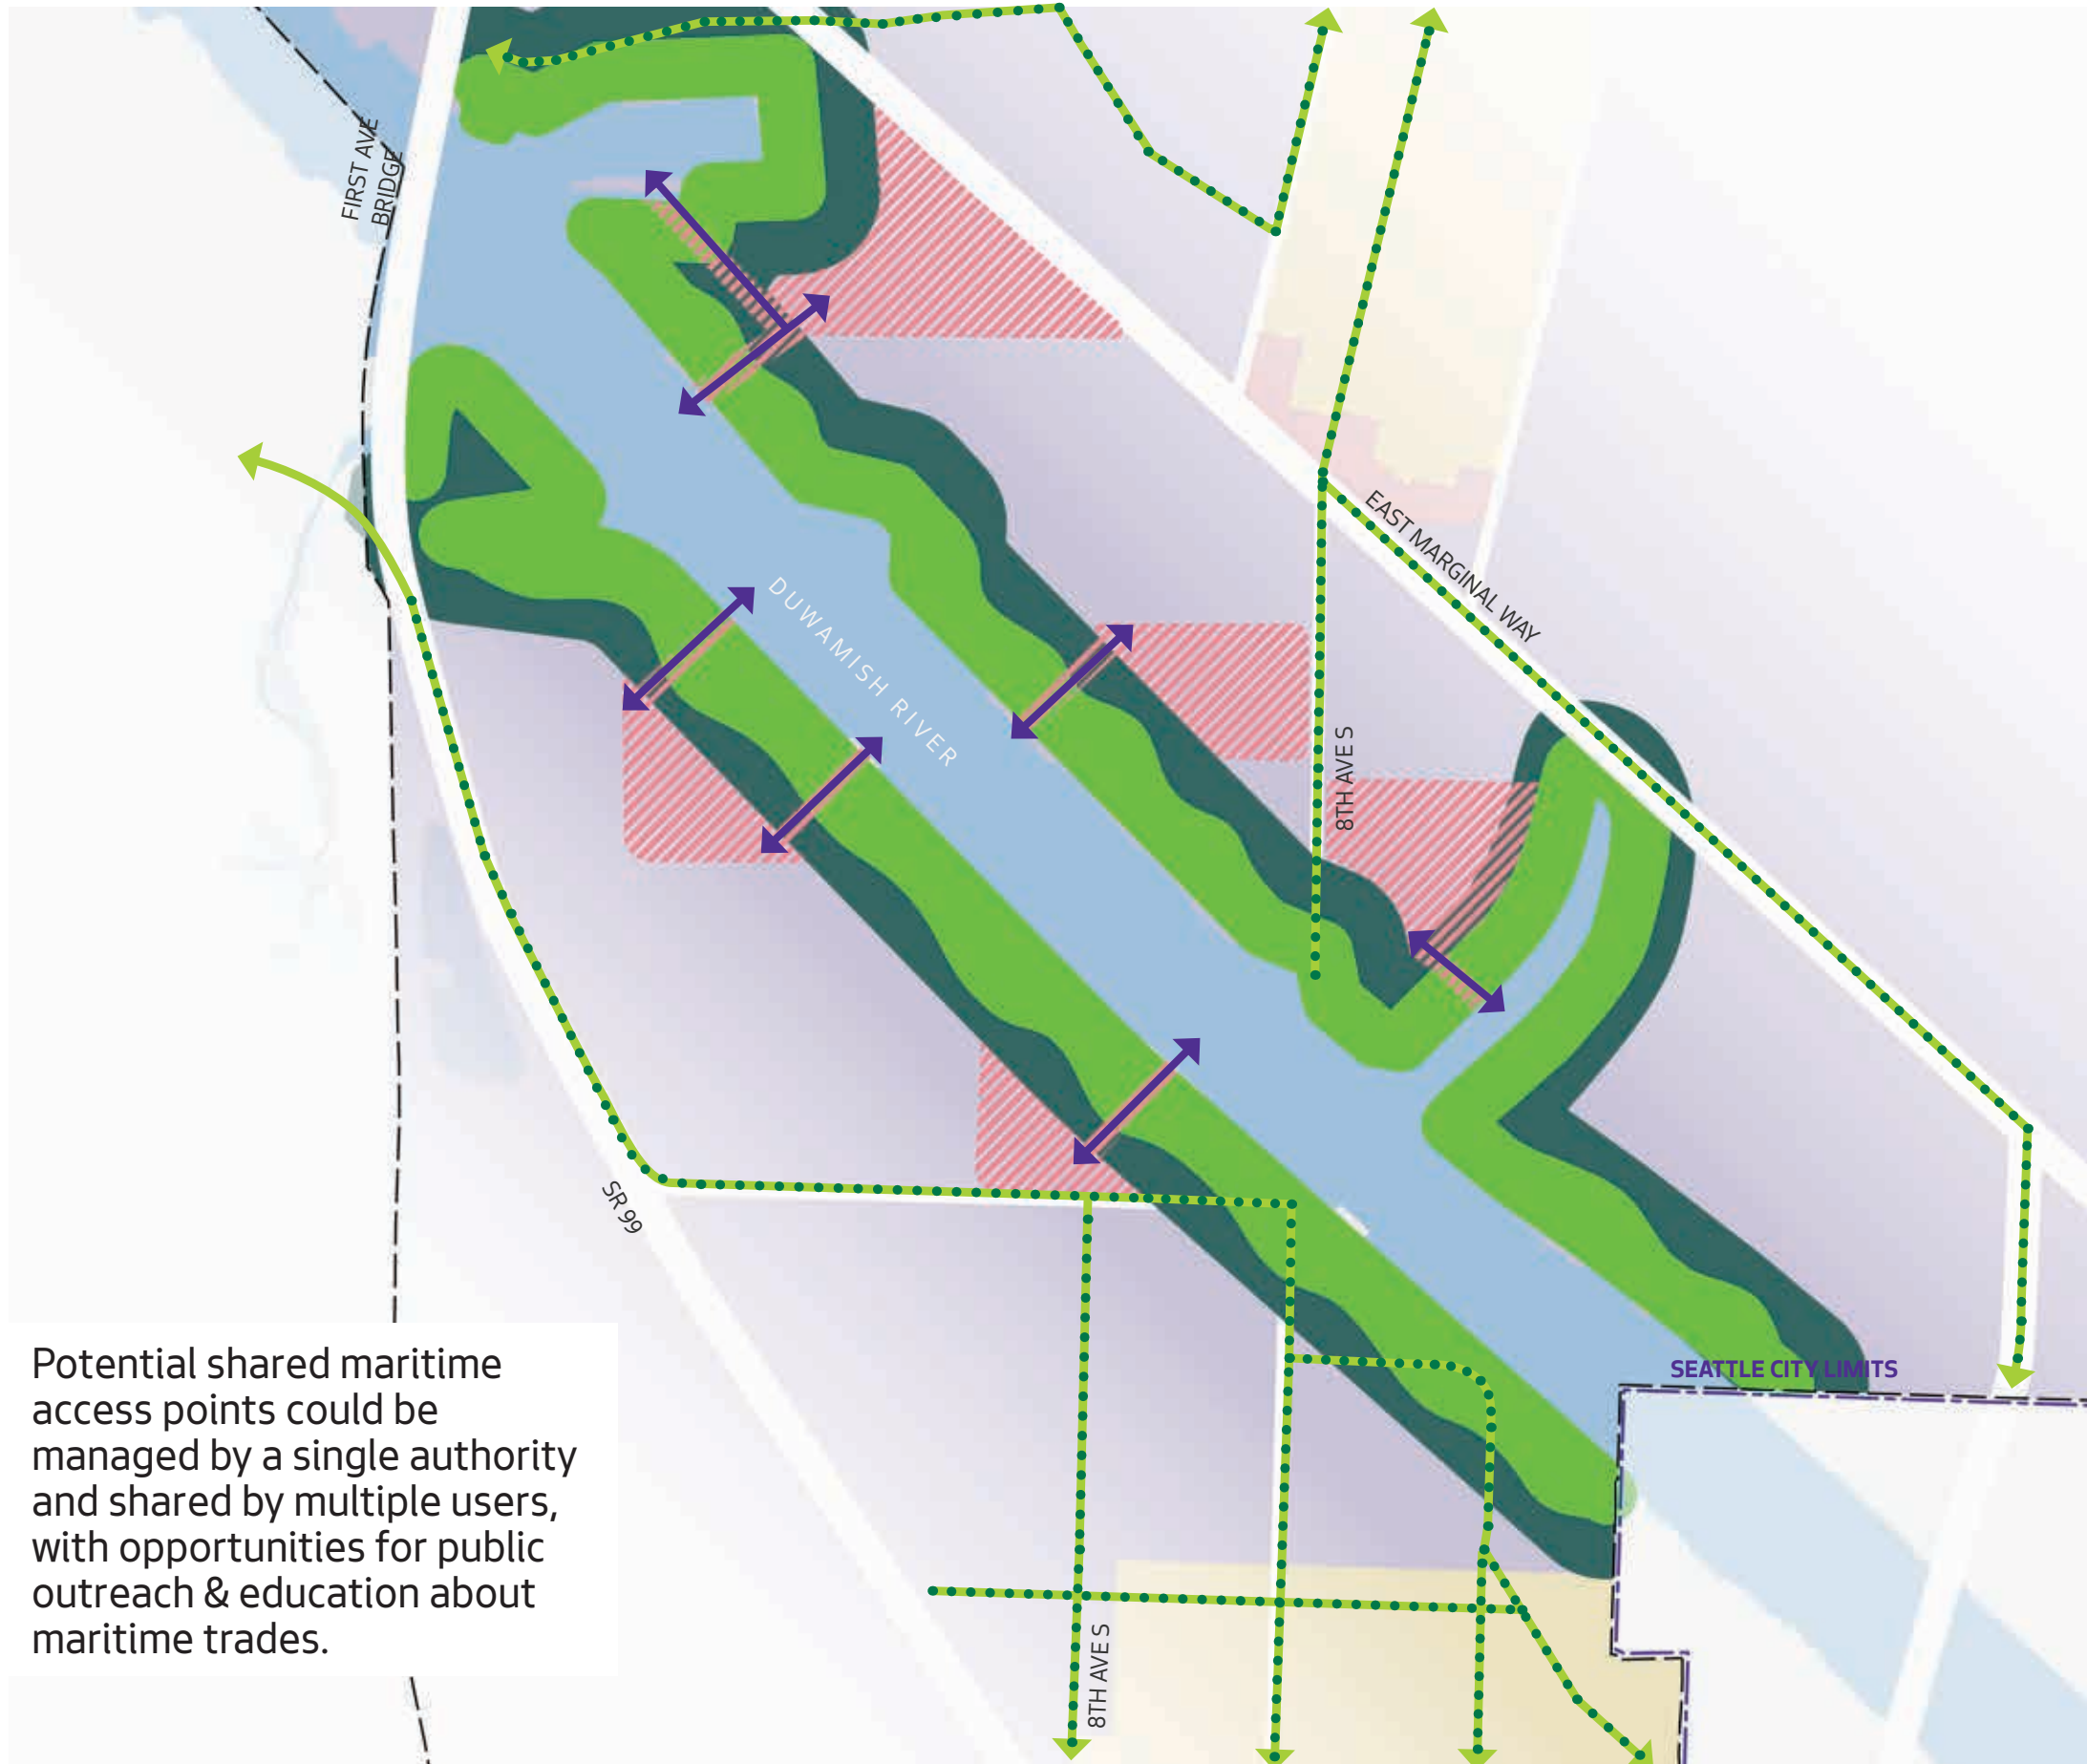 FIRST AVE
BRIDGE
DUWAMISH RIVER
EAST MARGINAL WAY
8TH AVE S
SR 99
SEATTLE CITY LIMITS
Potential shared maritime
access points could be
managed by a single authority
and shared by multiple users,
with opportunities for public
outreach & education about
maritime trades.
8TH AVE S